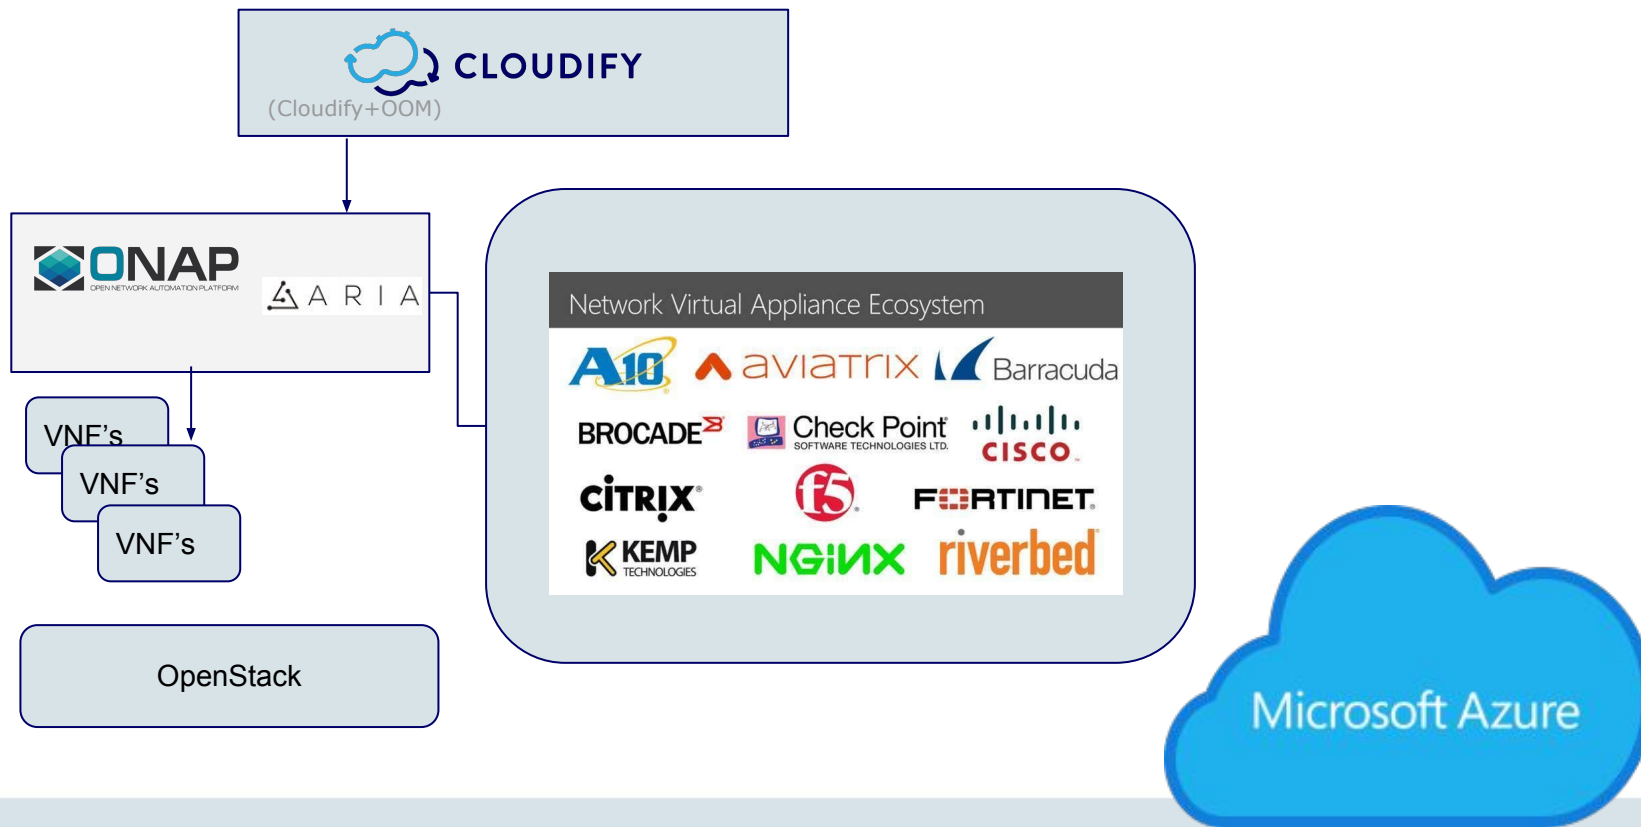 CLOUDIFY
(Cloudify+OOM)
ONAP
OPEN NETWORK AUTOMATION PLATFORM
ARIA
VNF's
VNF's
VNF's
OpenStack
Network Virtual Appliance Ecosystem
A10 aviatrix Barracuda
BROCADE Check Point CISCO
SOFTWARE TECHNOLOGIES LTD.
CITRIX f5 FORTINET
KEMP NGINX riverbed
TECHNOLOGIES
Microsoft Azure